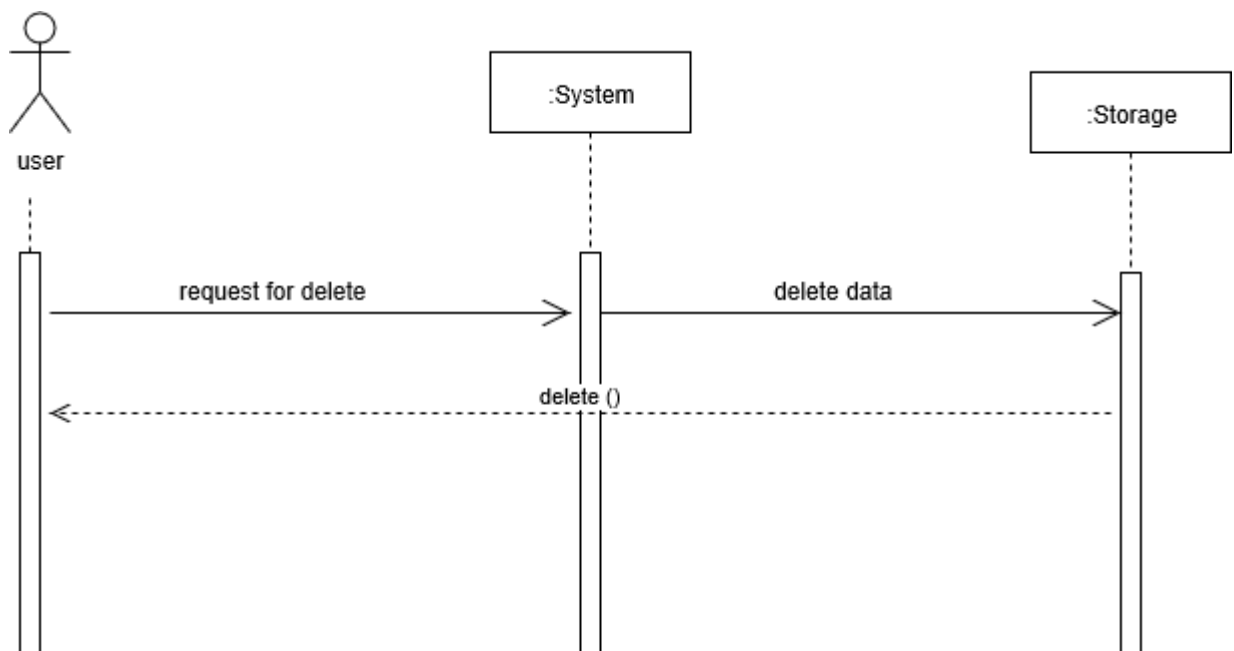 :System
:Storage
user
request for delete
delete data
delete ()